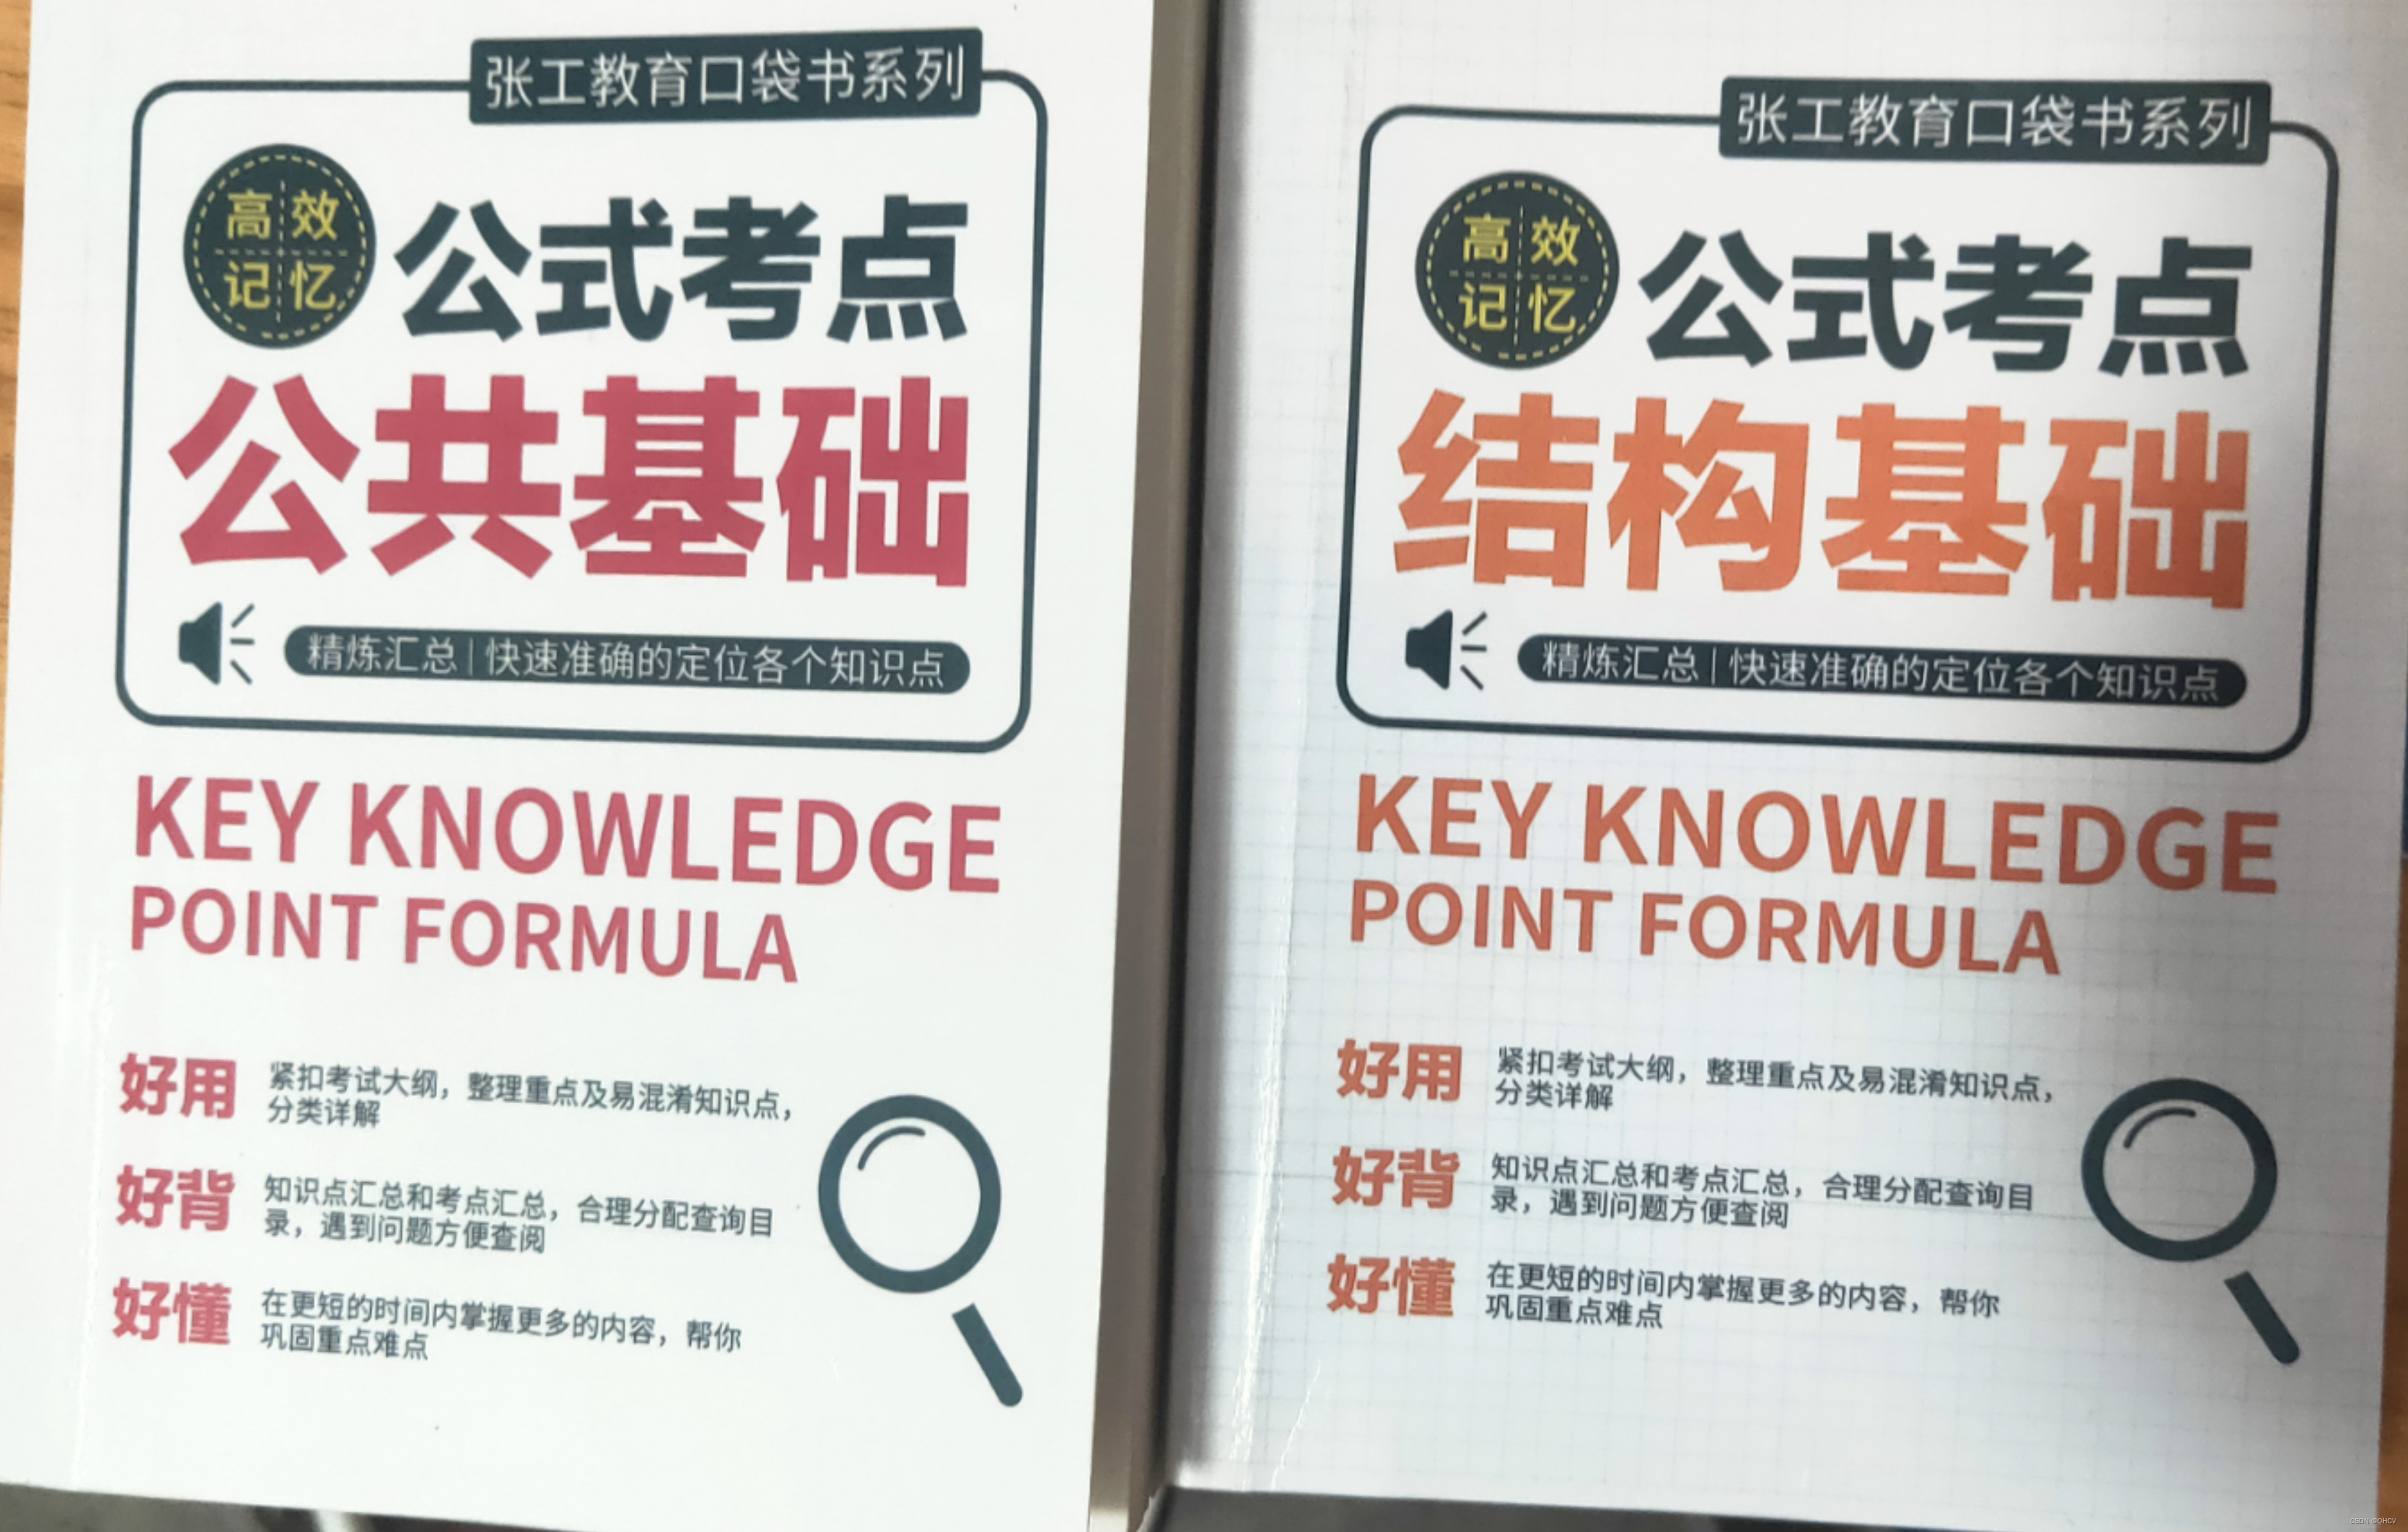 张工教育口袋书系列
高效
记忆
公式考点
公共基础
精炼汇总|快速准确的定位各个知识点
KEY KNOWLEDGE
POINT FORMULA
好用
紧扣考试大纲，整理重点及易混淆知识点，
分类详解
好背
知识点汇总和考点汇总，合理分配查询目
录，遇到问题方便查阅
好懂
在更短的时间内掌握更多的内容，帮你
巩固重点难点
张工教育口袋书系列
高效
记忆
公式考点
结构基础
精炼汇总|快速准确的定位各个知识点
KEY KNOWLEDGE
POINT FORMULA
好用
紧扣考试大纲，整理重点及易混淆知识点，
分类详解
好背
知识点汇总和考点汇总，合理分配查询目
录，遇到问题方便查阅
好懂
在更短的时间内掌握更多的内容，帮你
巩固重点难点
CSDN @QHCV